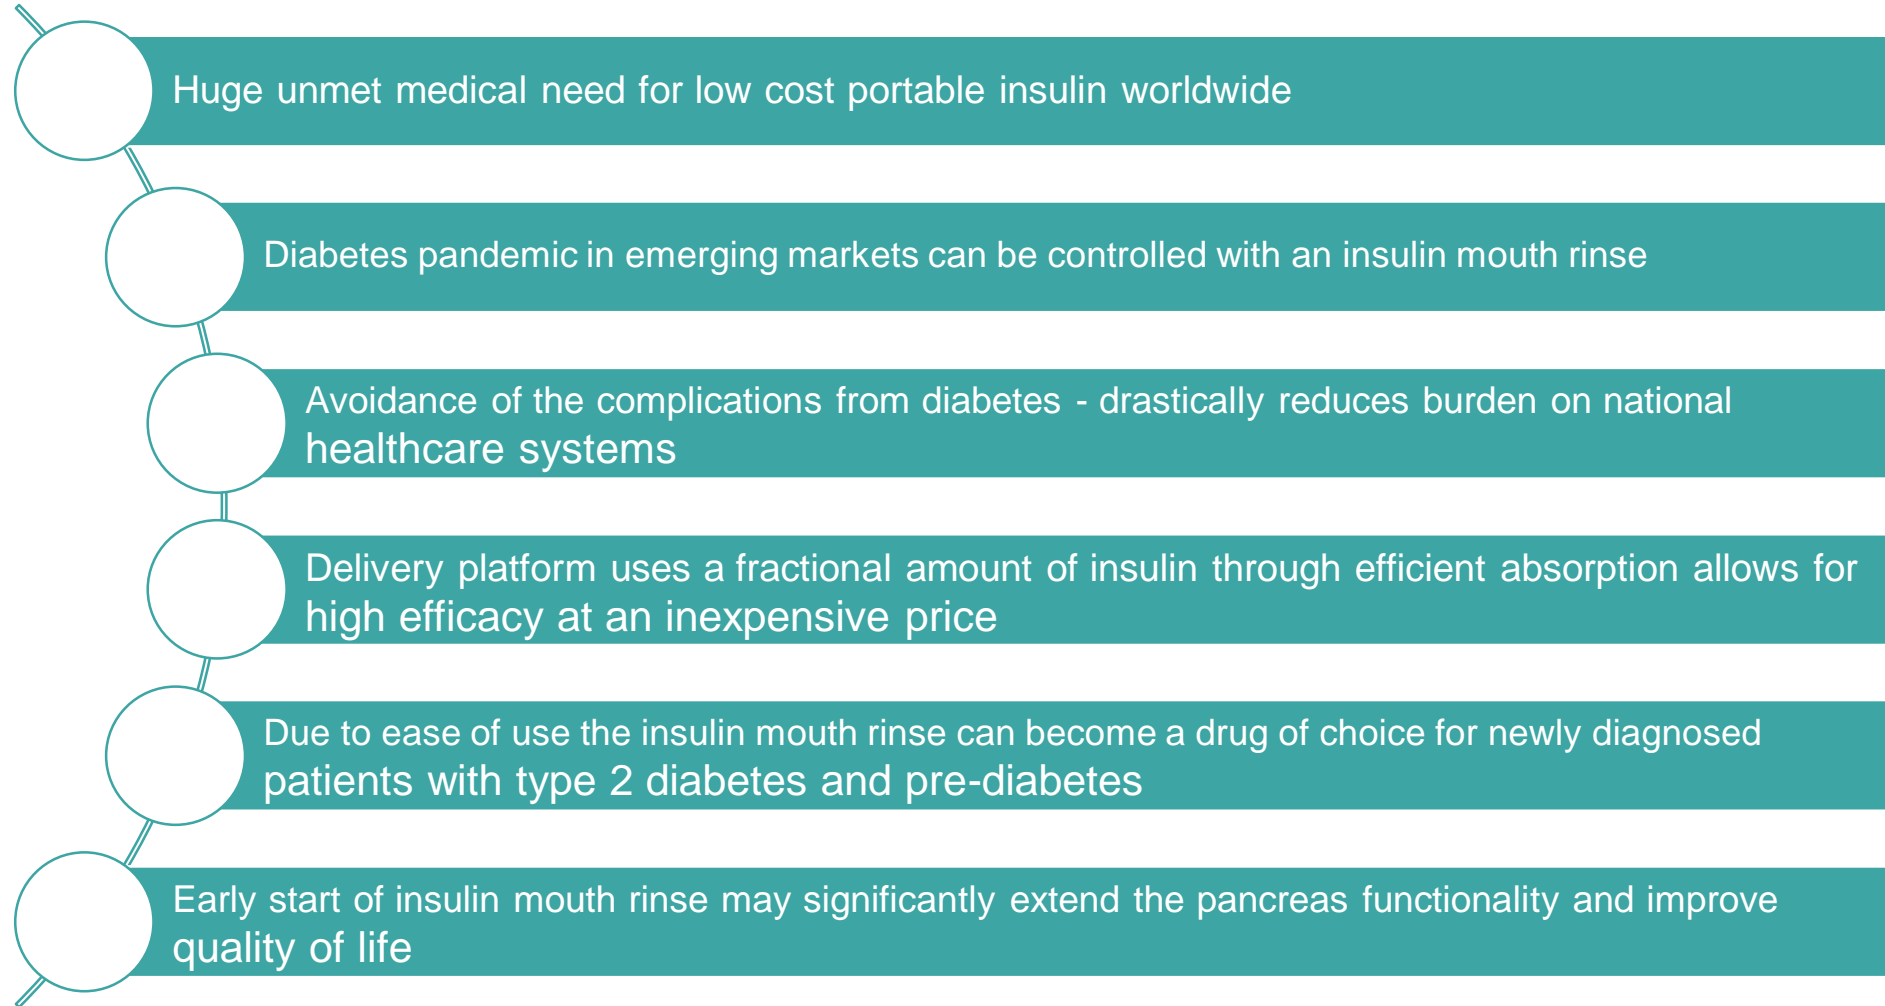 Huge unmet medical need for low cost portable insulin worldwide
Diabetes pandemic in emerging markets can be controlled with an insulin mouth rinse
Avoidance of the complications from diabetes - drastically reduces burden on national
healthcare systems
Delivery platform uses a fractional amount of insulin through efficient absorption allows for
high efficacy at an inexpensive price
Due to ease of use the insulin mouth rinse can become a drug of choice for newly diagnosed
patients with type 2 diabetes and pre-diabetes
Early start of insulin mouth rinse may significantly extend the pancreas functionality and improve
quality of life